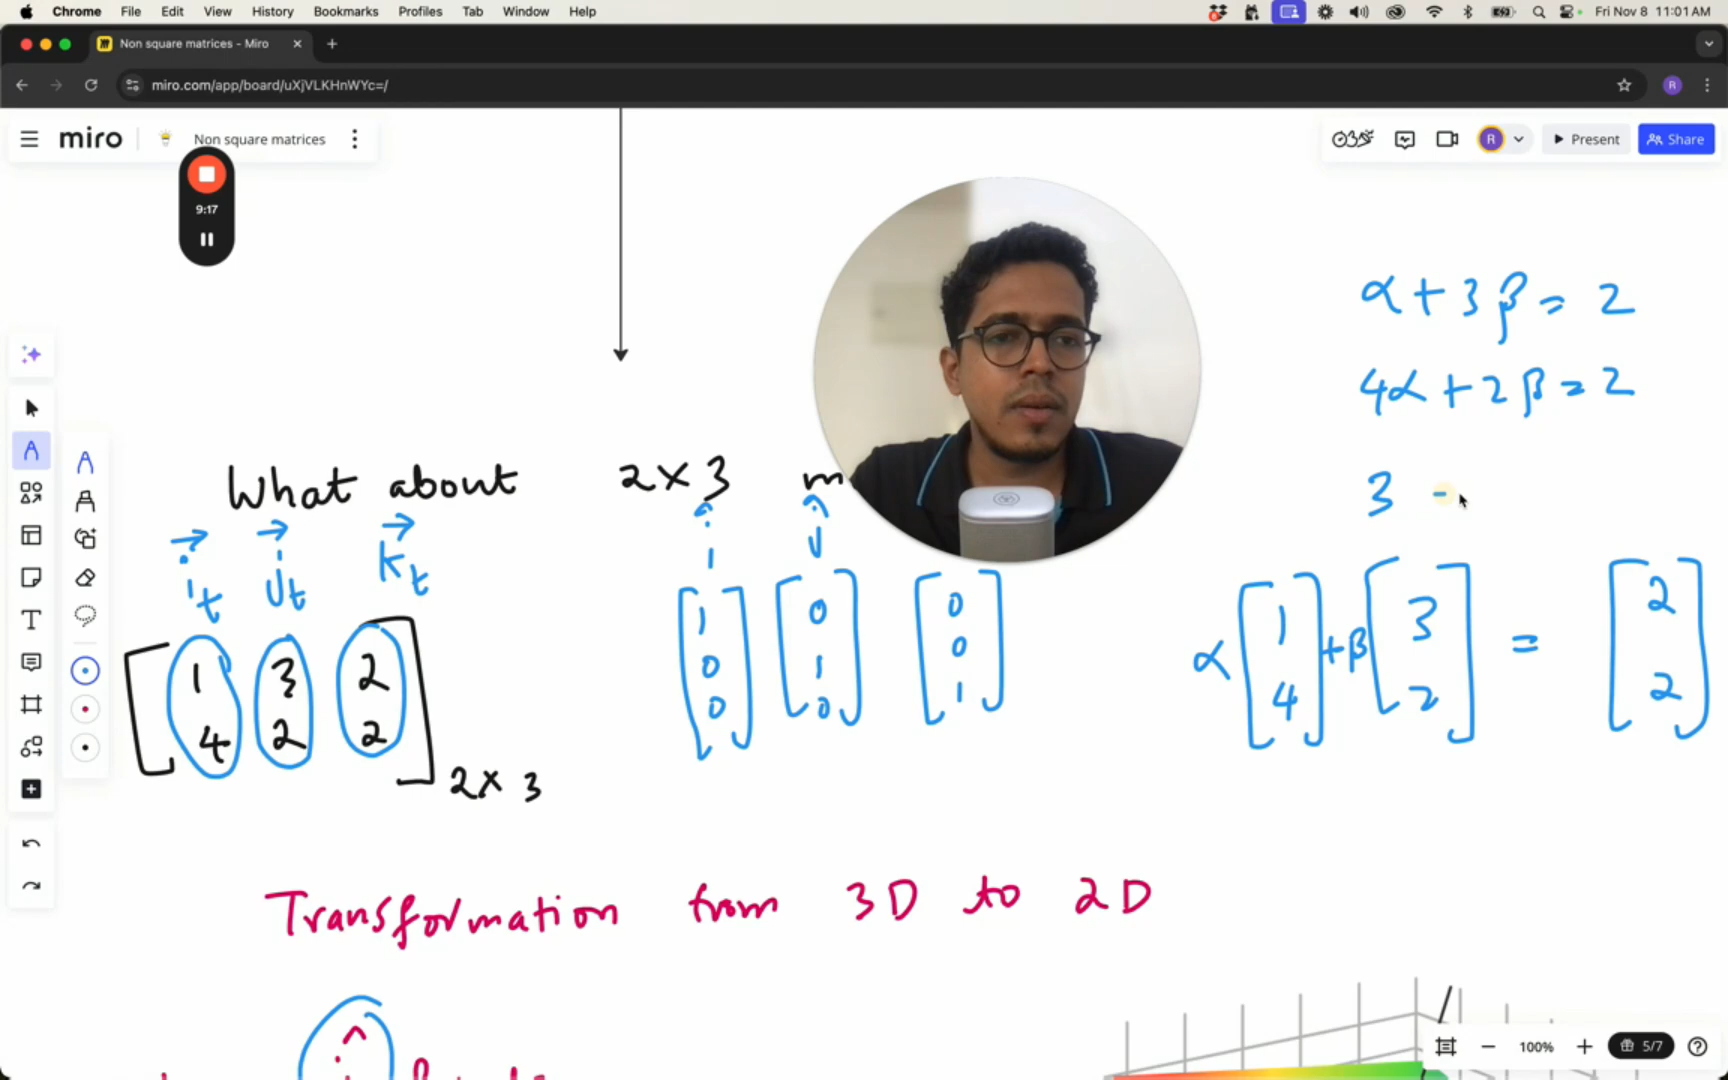 Chrome File Edit View History Bookmarks Profiles Tab Window Help Fri Nov 8 11:01 AM
Non square matrices - Miro
miro.com/app/board/uXjVLKHnWYc=/ R
miro Non square matrices R Present Share
9:17
α + 3β = 2
4α + 2β = 2
What about 2 × 3 m
3 -
i t j t k t
i j
[1 3 2
4 2 2] 2 × 3
[1 0 0] [0 1 0] [0 0 1]
α [1 4] + β [3 2] = [2 2]
Transformation from 3D to 2D
100% 5/7